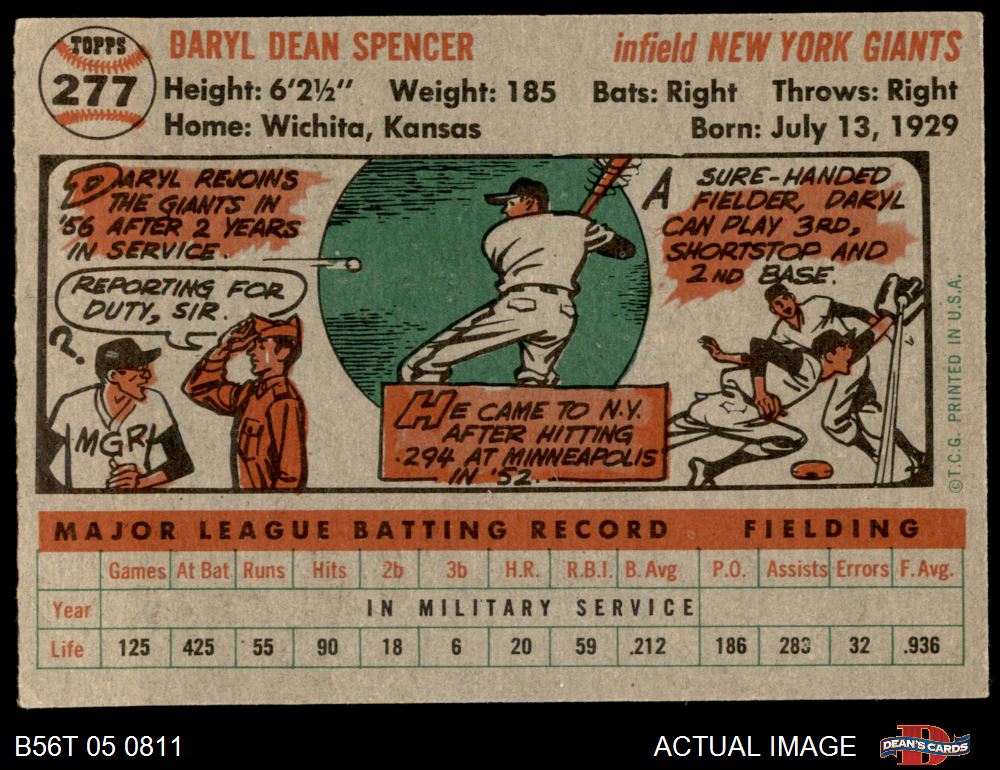 TOPPS
277
DARYL DEAN SPENCER
infield NEW YORK GIANTS
Height: 6'2½" Weight: 185 Bats: Right Throws: Right
Home: Wichita, Kansas Born: July 13, 1929
DARYL REJOINS
THE GIANTS IN
'56 AFTER 2 YEARS
IN SERVICE.
REPORTING FOR
DUTY, SIR.
?
MGR.
HE CAME TO N.Y.
AFTER HITTING
.294 AT MINNEAPOLIS
IN '52.
A SURE-HANDED
FIELDER, DARYL
CAN PLAY 3RD,
SHORTSTOP AND
2ND BASE.
©T.C.G. PRINTED IN U.S.A.
MAJOR LEAGUE BATTING RECORD FIELDING
Games At Bat Runs Hits 2b 3b H.R. R.B.I. B. Avg P.O. Assists Errors F. Avg.
Year IN MILITARY SERVICE
Life 125 425 55 90 18 6 20 59 .212 186 283 32 .936
B56T 05 0811
ACTUAL IMAGE
D
DEAN'S CARDS